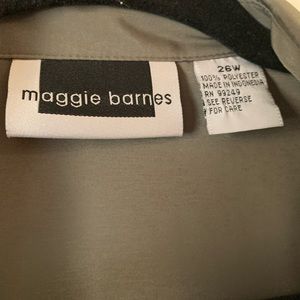 maggie barnes
26W
100% POLYESTER
MADE IN INDONESIA
RN 99249
SEE REVERSE
FOR CARE